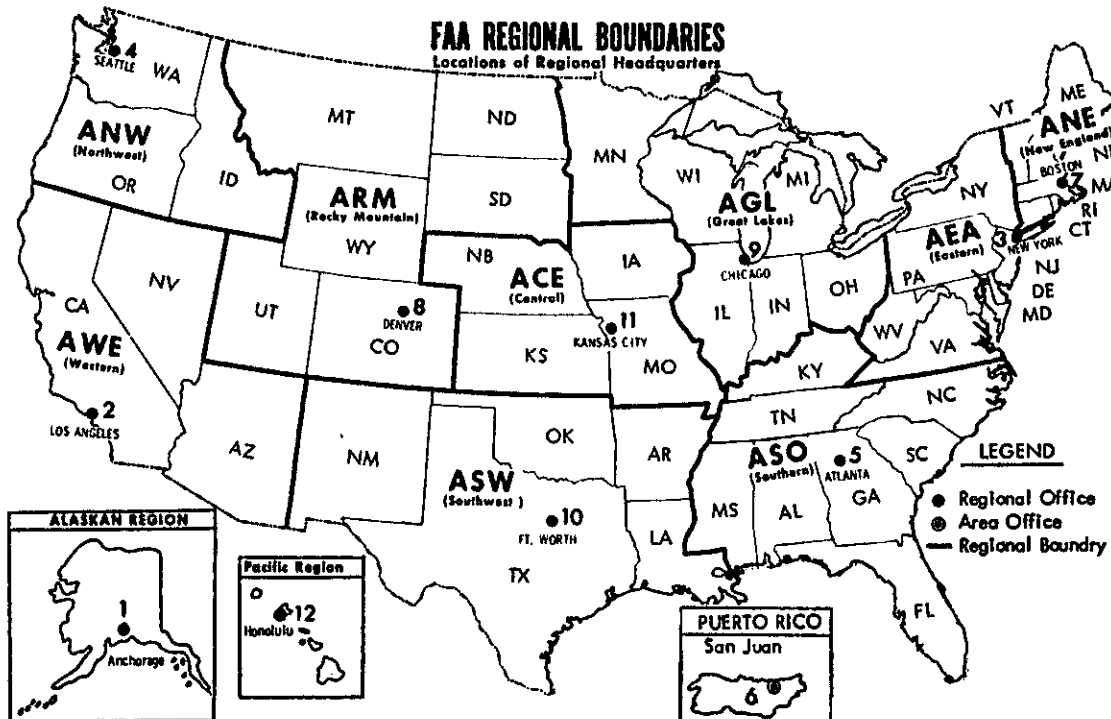 FAA REGIONAL BOUNDARIES
Locations of Regional Headquarters
4
SEATTLE
WA
ANW
(Northwest)
OR
ID
MT
ND
SD
ARM
(Rocky Mountain)
WY
MN
WI
MI
AGL
(Great Lakes)
9
CHICAGO
IL
IN
OH
VT
ME
ANE
(New England)
BOSTON
7
MA
RI
CT
NY
AEA
(Eastern)
3
NEW YORK
PA
NJ
DE
MD
WV
VA
NB
ACE
(Central)
IA
11
KANSAS CITY
KS
MO
NV
UT
8
DENVER
CO
CA
AWE
(Western)
2
LOS ANGELES
AZ
NM
OK
AR
ASW
(Southwest)
10
FT. WORTH
TX
LA
KY
TN
NC
ASO
(Southern)
5
ATLANTA
SC
MS
AL
GA
FL
LEGEND
Regional Office
Area Office
Regional Boundry
ALASKAN REGION
1
Anchorage
Pacific Region
12
Honolulu
PUERTO RICO
San Juan
6